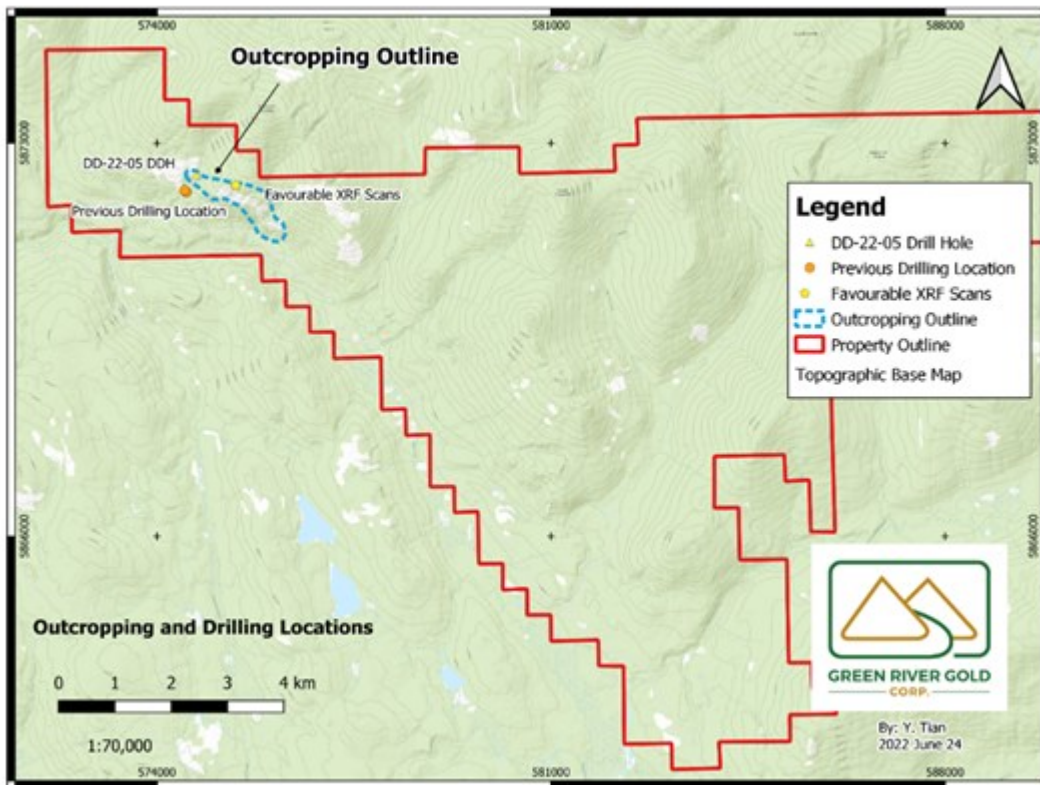 574000
581000
588000
Outcropping Outline
5873000
5873000
DD-22-05 DDH
Favourable XRF Scans
Previous Drilling Location
Legend
DD-22-05 Drill Hole
Previous Drilling Location
Favourable XRF Scans
Outcropping Outline
Property Outline
Topographic Base Map
5866000
5866000
Outcropping and Drilling Locations
0 1 2 3 4 km
1:70,000
GREEN RIVER GOLD
CORP.
By: Y. Tian
2022 June 24
574000
581000
588000